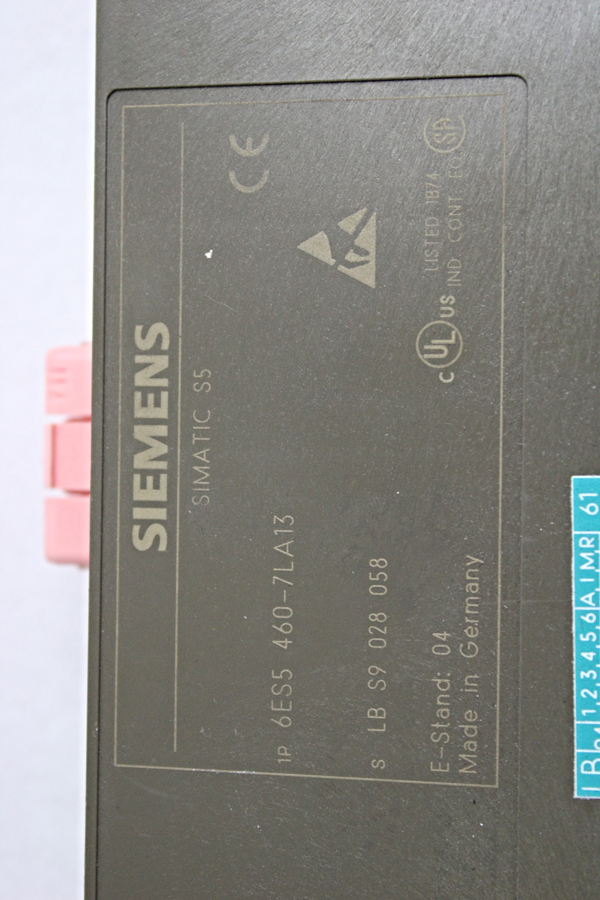 SIEMENS
SIMATIC S5
CE
1P 6ES5 460-7LA13
S LB S9 028 058
E-Stand: 04
Made in Germany
c UL us
LISTED 1B74
IND CONT. EQ.
1 2 3 4 5 6 A I MR 61